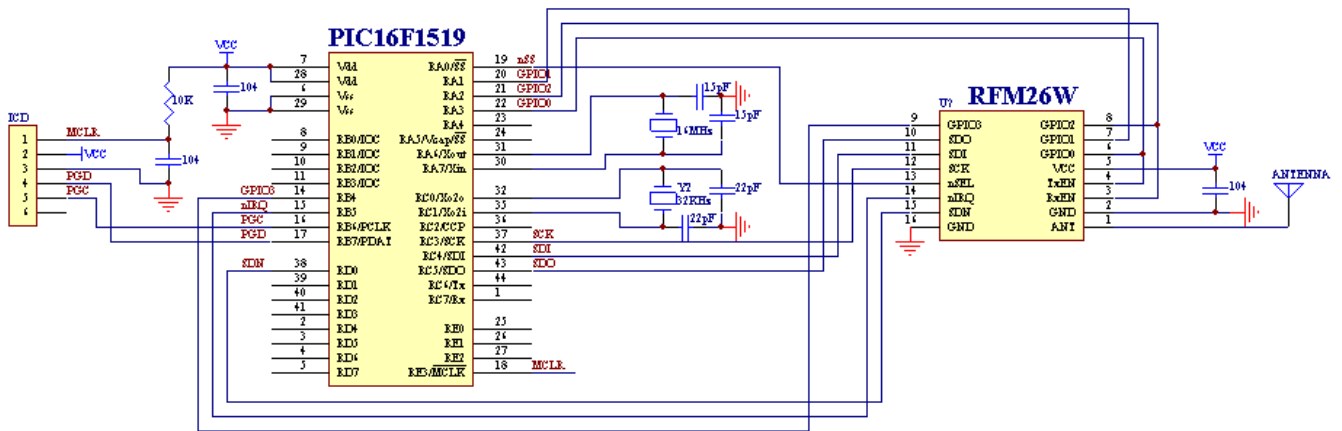 PIC16F1519
RFM26W
U?
ICD
1
2
3
4
5
6
MCLR
VCC
PGD
PGC
VCC
10K
104
104
7 Vdd
28 Vdd
6 Vss
29 Vss
8 RB0/IOC
9 RB1/IOC
10 RB2/IOC
11 RB3/IOC
GPIO3 14 RB4
nIRQ 15 RB5
PGC 16 RB6/PCLK
PGD 17 RB7/PDAT
SDN 38 RD0
39 RD1
40 RD2
41 RD3
2 RD4
3 RD5
4 RD6
5 RD7
RA0/SS 19 nSS
RA1 20 GPIO1
RA2 21 GPIO2
RA3 22 GPIO0
RA4 23
RA5/Vcap/SS 24
RA6/Xout 31
RA7/Xin 30
RC0/Xo2o 32
RC1/Xo2i 35
RC2/CCP 36
RC3/SCK 37 SCK
RC4/SDI 42 SDI
RC5/SDO 43 SDO
RC6/Tx 44
RC7/Rx 1
RE0 25
RE1 26
RE2 27
RE3/MCLK 18 MCLR
15pF
15pF
16MHs
Y?
32KHs
22pF
22pF
9 GPIO3
10 SDO
11 SDI
12 SCK
13 nSEL
14 nIRQ
15 SDN
16 GND
GPIO2 8
GPIO1 7
GPIO0 6
VCC 5
TxEN 4
RxEN 3
GND 2
ANT 1
VCC
104
ANTENNA